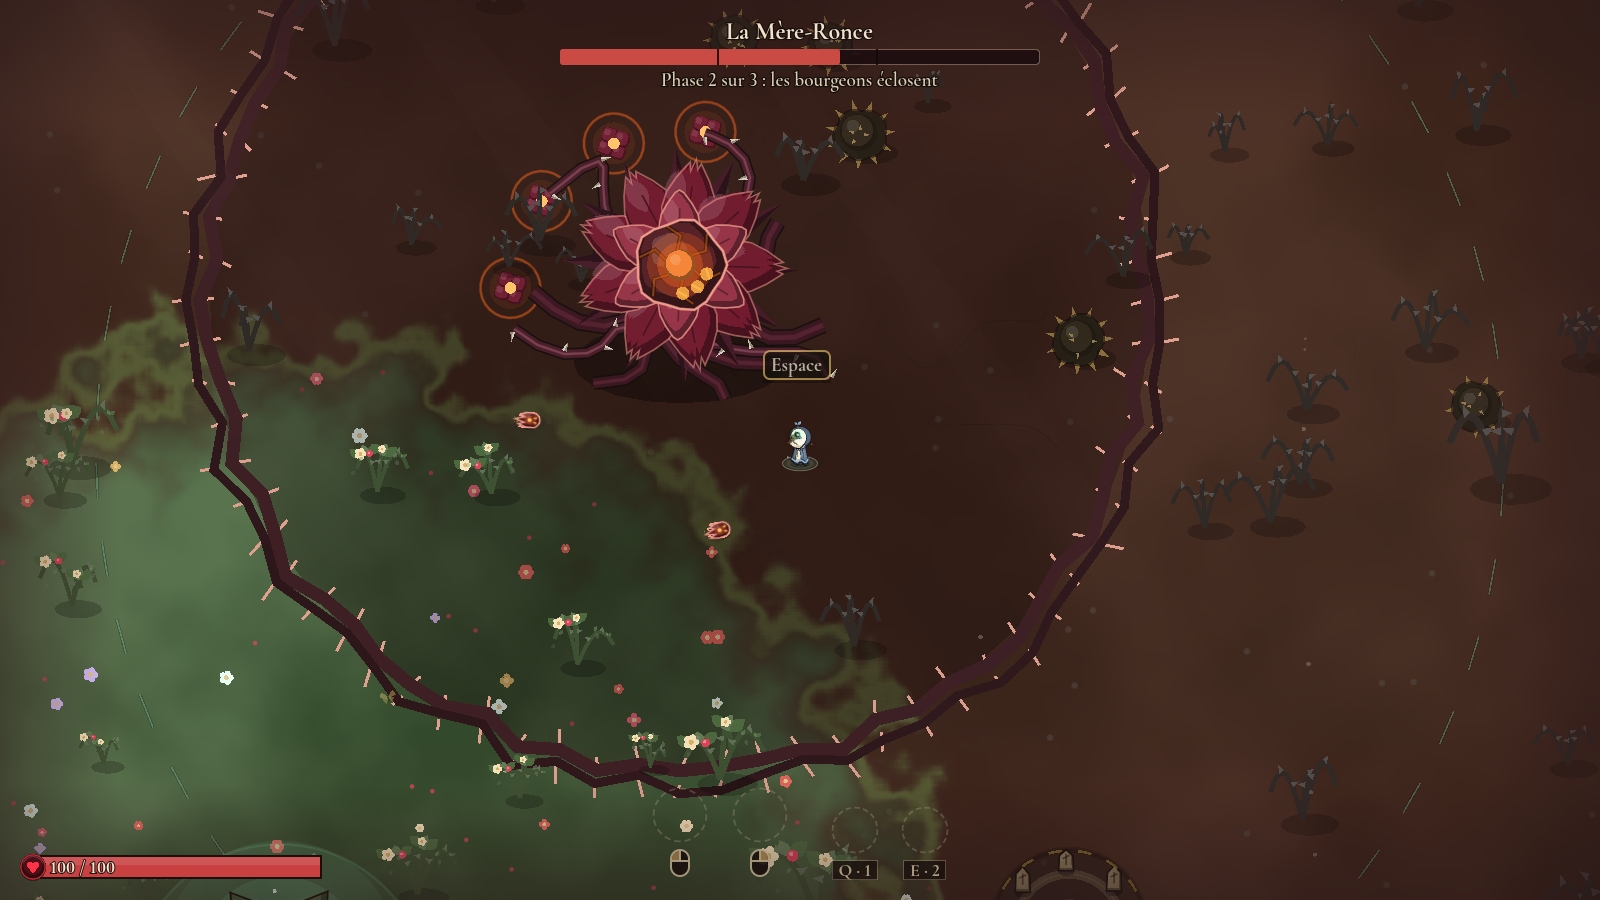 La Mère-Ronce
Phase 2 sur 3 : les bourgeons éclosent
Espace
100 / 100
Q · 1
E · 2